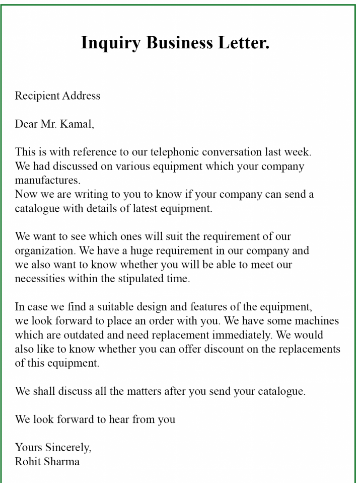 Inquiry Business Letter.
Recipient Address
Dear Mr. Kamal,
This is with reference to our telephonic conversation last week.
We had discussed on various equipment which your company
manufactures.
Now we are writing to you to know if your company can send a
catalogue with details of latest equipment.
We want to see which ones will suit the requirement of our
organization. We have a huge requirement in our company and
we also want to know whether you will be able to meet our
necessities within the stipulated time.
In case we find a suitable design and features of the equipment,
we look forward to place an order with you. We have some machines
which are outdated and need replacement immediately. We would
also like to know whether you can offer discount on the replacements
of this equipment.
We shall discuss all the matters after you send your catalogue.
We look forward to hear from you
Yours Sincerely,
Rohit Sharma